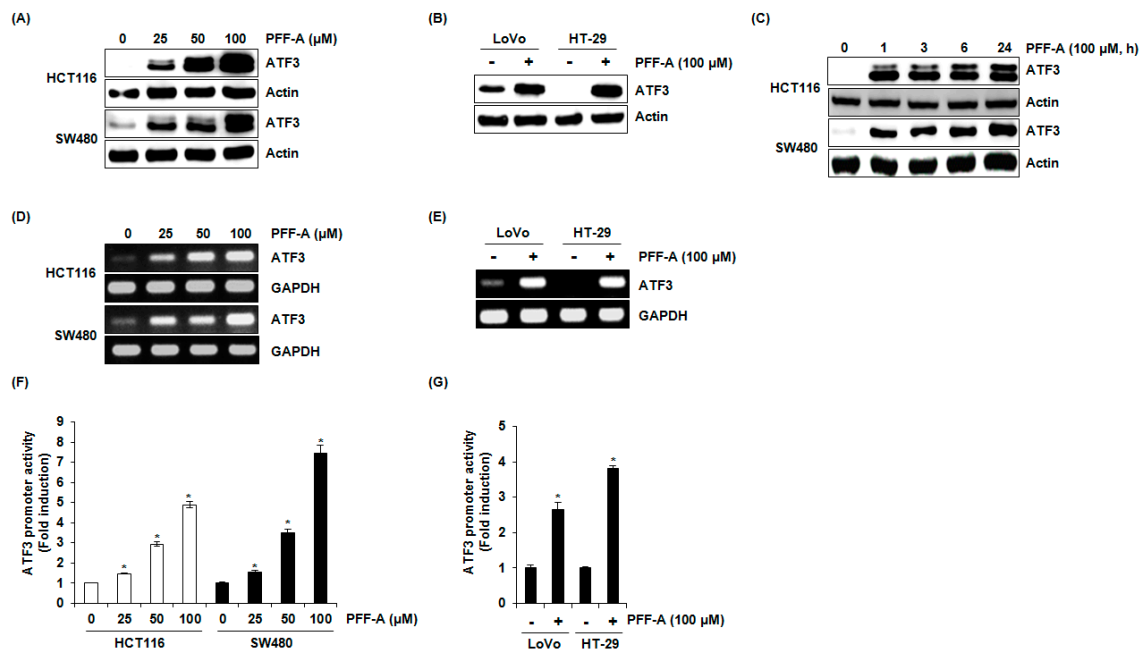 (A)
0 25 50 100 PFF-A (µM)
HCT116
ATF3
Actin
SW480
ATF3
Actin
(B)
LoVo HT-29
- + - + PFF-A (100 µM)
ATF3
Actin
(C)
0 1 3 6 24 PFF-A (100 µM, h)
HCT116
ATF3
Actin
SW480
ATF3
Actin
(D)
0 25 50 100 PFF-A (µM)
HCT116
ATF3
GAPDH
SW480
ATF3
GAPDH
(E)
LoVo HT-29
- + - + PFF-A (100 µM)
ATF3
GAPDH
(F)
ATF3 promoter activity
(Fold induction)
9
8
7
6
5
4
3
2
1
0
* * * * * *
0 25 50 100 0 25 50 100 PFF-A (µM)
HCT116 SW480
(G)
ATF3 promoter activity
(Fold induction)
5
4
3
2
1
0
* *
- + - + PFF-A (100 µM)
LoVo HT-29